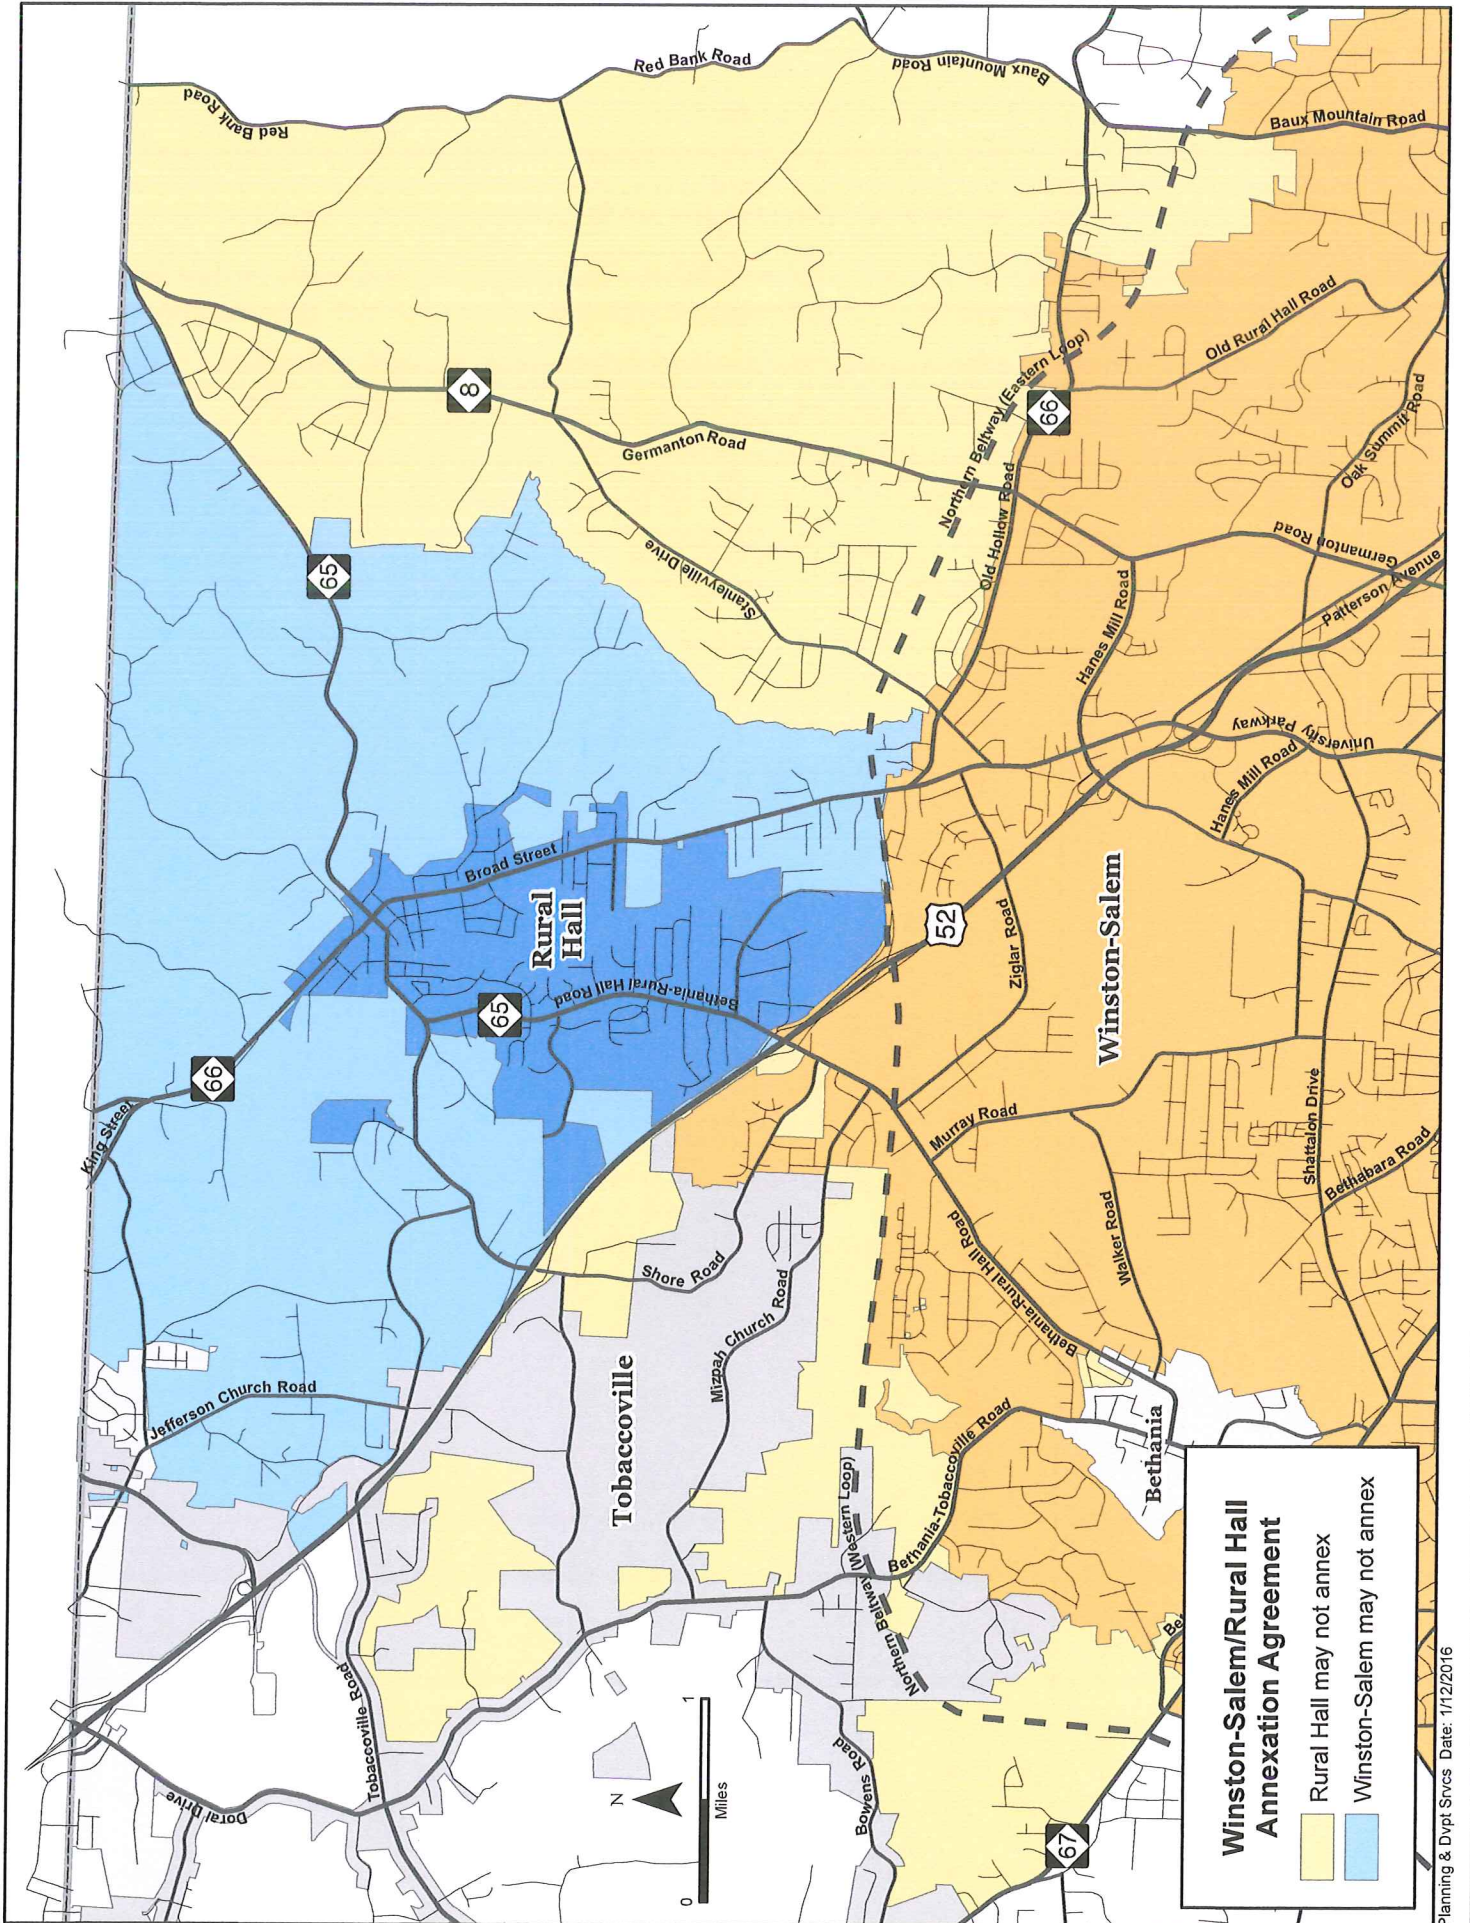 Red Bank Road
Red Bank Road
Baux Mountain Road
Baux Mountain Road
8
Germanton Road
Northern Beltway (Eastern Loop)
Old Rural Hall Road
66
65
Stanleyville Drive
Old Hollow Road
Oak Summit Road
Hanes Mill Road
Germanton Road
Patterson Avenue
University Parkway
Hanes Mill Road
Broad Street
Rural
Hall
52
Ziglar Road
Winston-Salem
65
Bethania-Rural Hall Road
66
King Street
Murray Road
Shattalon Drive
Bethabara Road
Walker Road
Bethania-Rural Hall Road
Shore Road
Mizpah Church Road
Jefferson Church Road
Tobaccoville
Bethania-Tobaccoville Road
Bethania
Northern Beltway (Western Loop)
Tobaccoville Road
Doral Drive
Bowens Road
67
Be
N
0
1
Miles
Winston-Salem/Rural Hall
Annexation Agreement
Rural Hall may not annex
Winston-Salem may not annex
Planning & Dvpt Srvcs Date: 1/12/2016